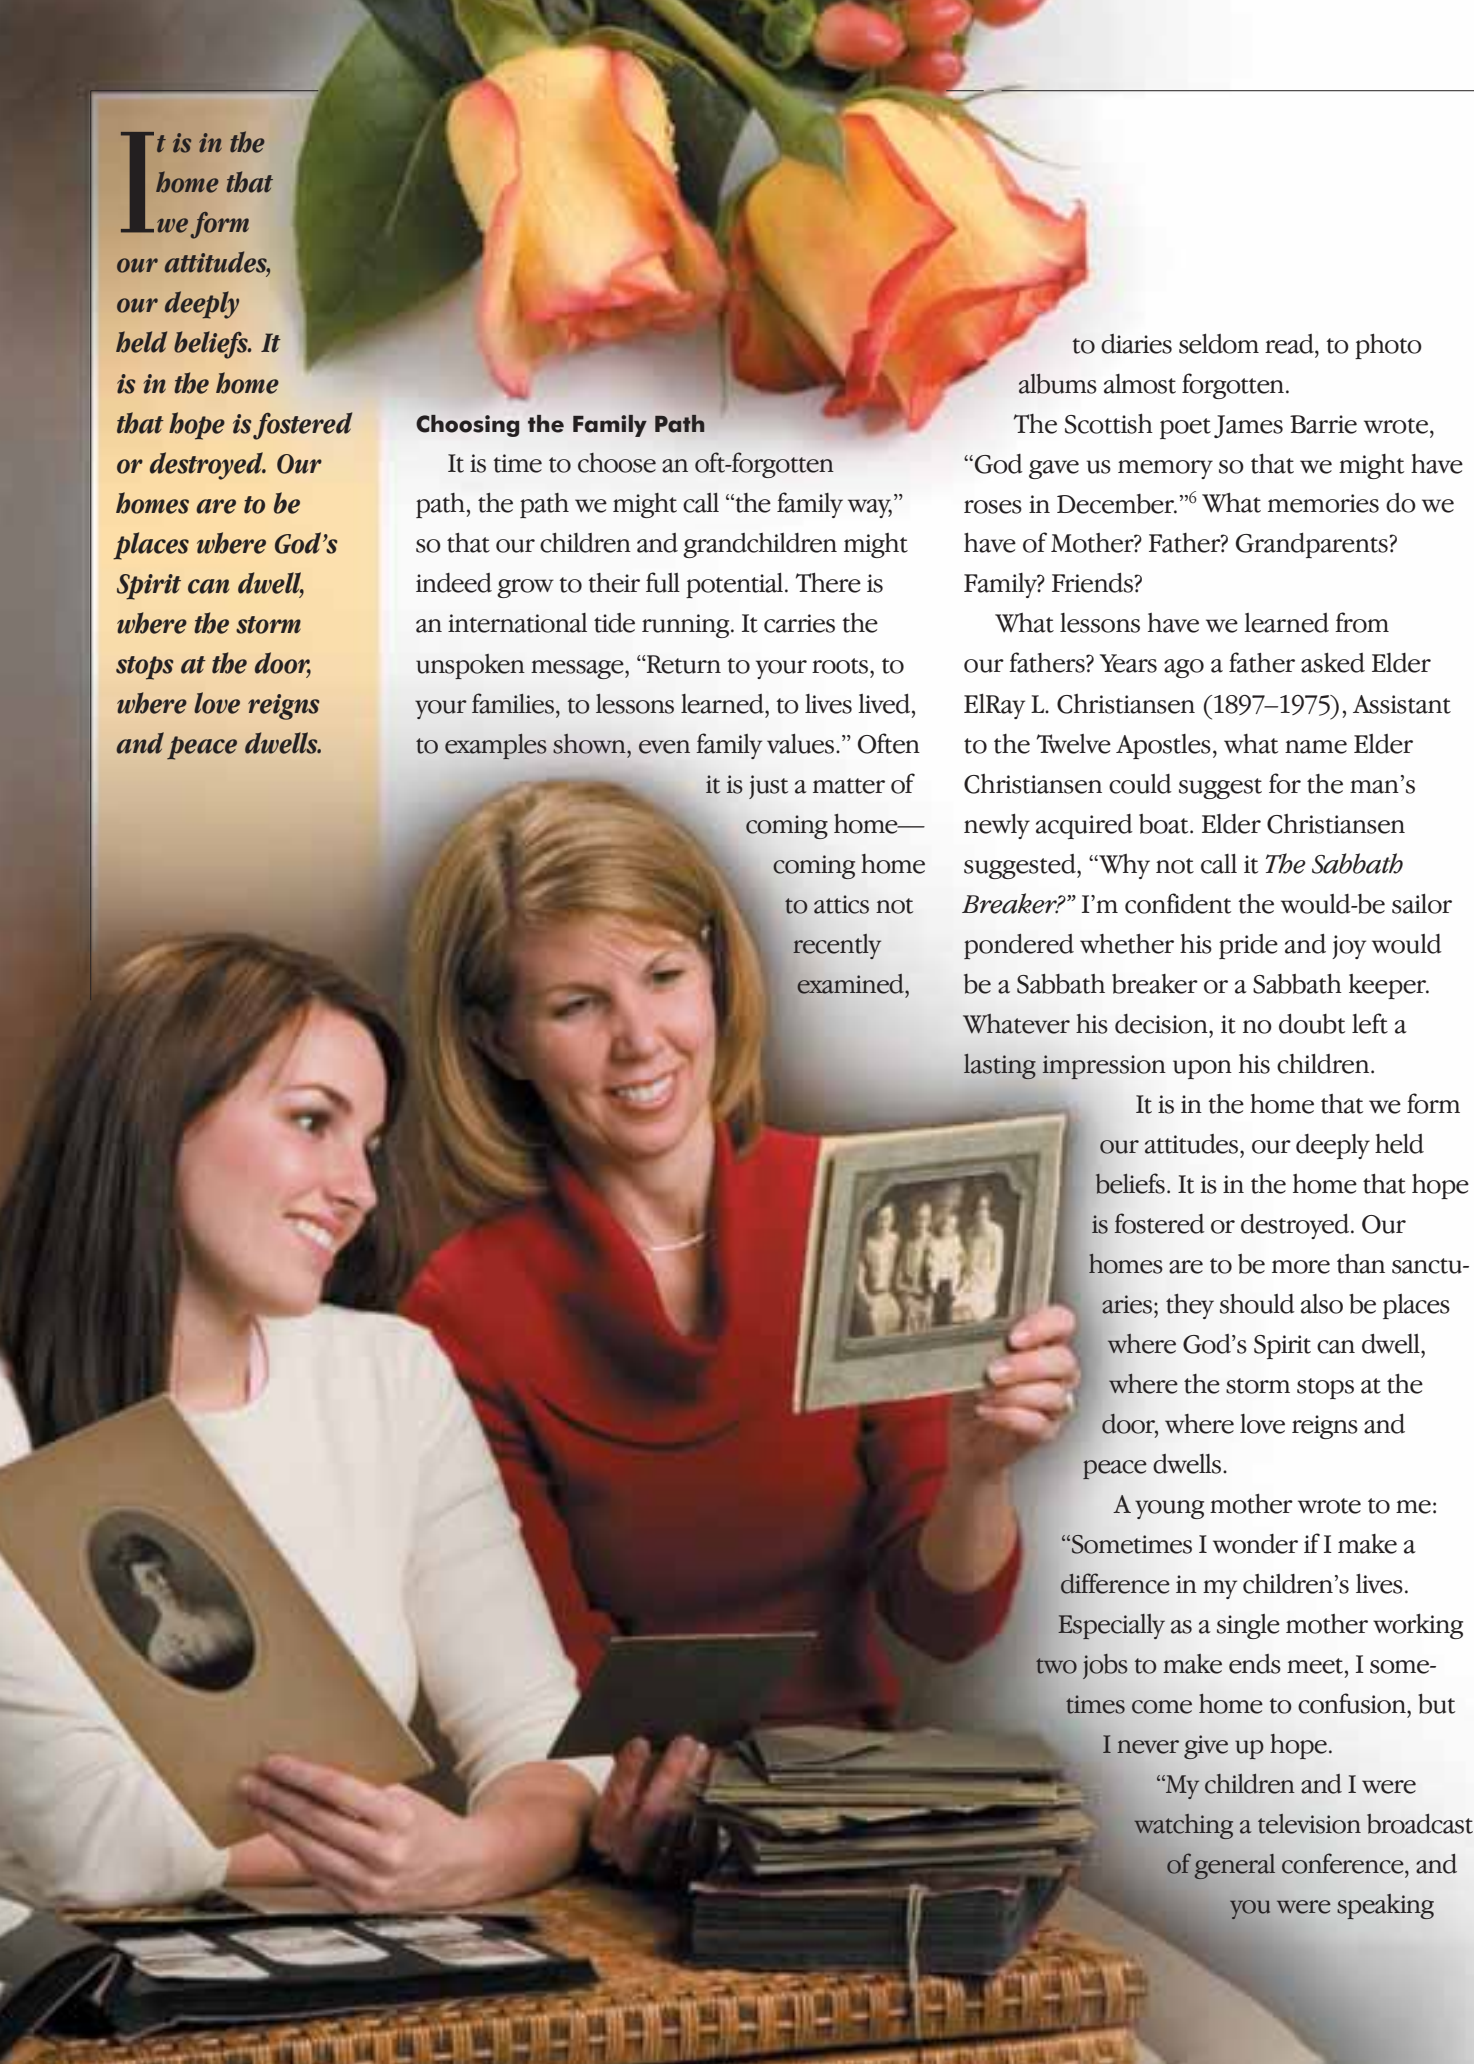 It is in the
home that
we form
our attitudes,
our deeply
held beliefs. It
is in the home
that hope is fostered
or destroyed. Our
homes are to be
places where God's
Spirit can dwell,
where the storm
stops at the door,
where love reigns
and peace dwells.
Choosing the Family Path
It is time to choose an oft-forgotten
path, the path we might call “the family way,”
so that our children and grandchildren might
indeed grow to their full potential. There is
an international tide running. It carries the
unspoken message, “Return to your roots, to
your families, to lessons learned, to lives lived,
to examples shown, even family values.” Often
it is just a matter of
coming home—
coming home
to attics not
recently
examined,
to diaries seldom read, to photo
albums almost forgotten.
The Scottish poet James Barrie wrote,
“God gave us memory so that we might have
roses in December.”6 What memories do we
have of Mother? Father? Grandparents?
Family? Friends?
What lessons have we learned from
our fathers? Years ago a father asked Elder
ElRay L. Christiansen (1897–1975), Assistant
to the Twelve Apostles, what name Elder
Christiansen could suggest for the man's
newly acquired boat. Elder Christiansen
suggested, “Why not call it The Sabbath
Breaker?” I'm confident the would-be sailor
pondered whether his pride and joy would
be a Sabbath breaker or a Sabbath keeper.
Whatever his decision, it no doubt left a
lasting impression upon his children.
It is in the home that we form
our attitudes, our deeply held
beliefs. It is in the home that hope
is fostered or destroyed. Our
homes are to be more than sanctu-
aries; they should also be places
where God's Spirit can dwell,
where the storm stops at the
door, where love reigns and
peace dwells.
A young mother wrote to me:
“Sometimes I wonder if I make a
difference in my children's lives.
Especially as a single mother working
two jobs to make ends meet, I some-
times come home to confusion, but
I never give up hope.
“My children and I were
watching a television broadcast
of general conference, and
you were speaking